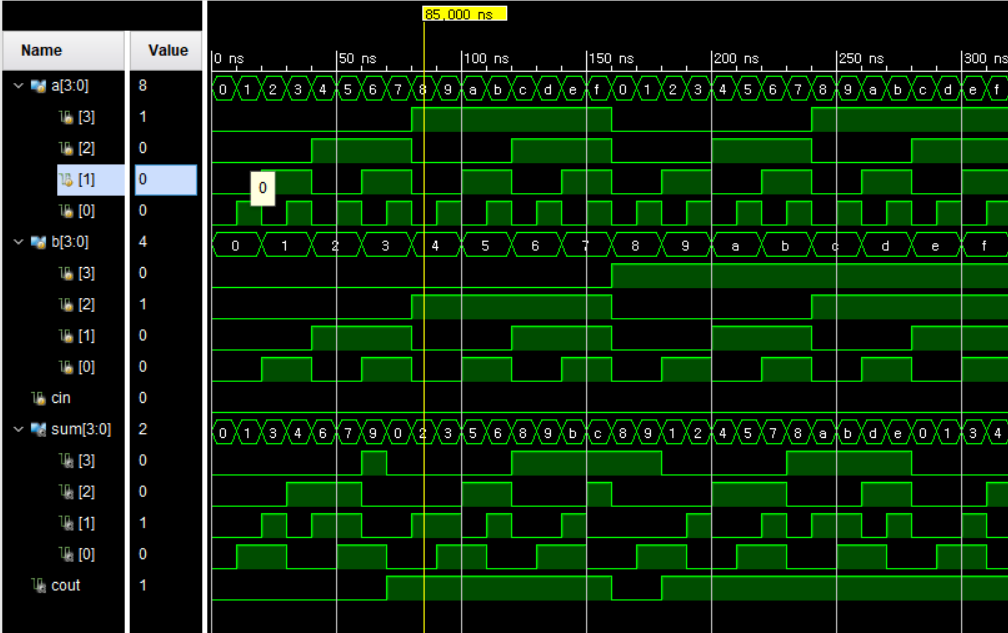 85,000 ns
Name Value
0 ns 50 ns 100 ns 150 ns 200 ns 250 ns 300 ns
a[3:0] 8 0 1 2 3 4 5 6 7 8 9 a b c d e f 0 1 2 3 4 5 6 7 8 9 a b c d e f
[3] 1
[2] 0
[1] 0 0
[0] 0
b[3:0] 4 0 1 2 3 4 5 6 7 8 9 a b c d e f
[3] 0
[2] 1
[1] 0
[0] 0
cin 0
sum[3:0] 2 0 1 3 4 6 7 9 0 2 3 5 6 8 9 b c 8 9 1 2 4 5 7 8 a b d e 0 1 3 4
[3] 0
[2] 0
[1] 1
[0] 0
cout 1